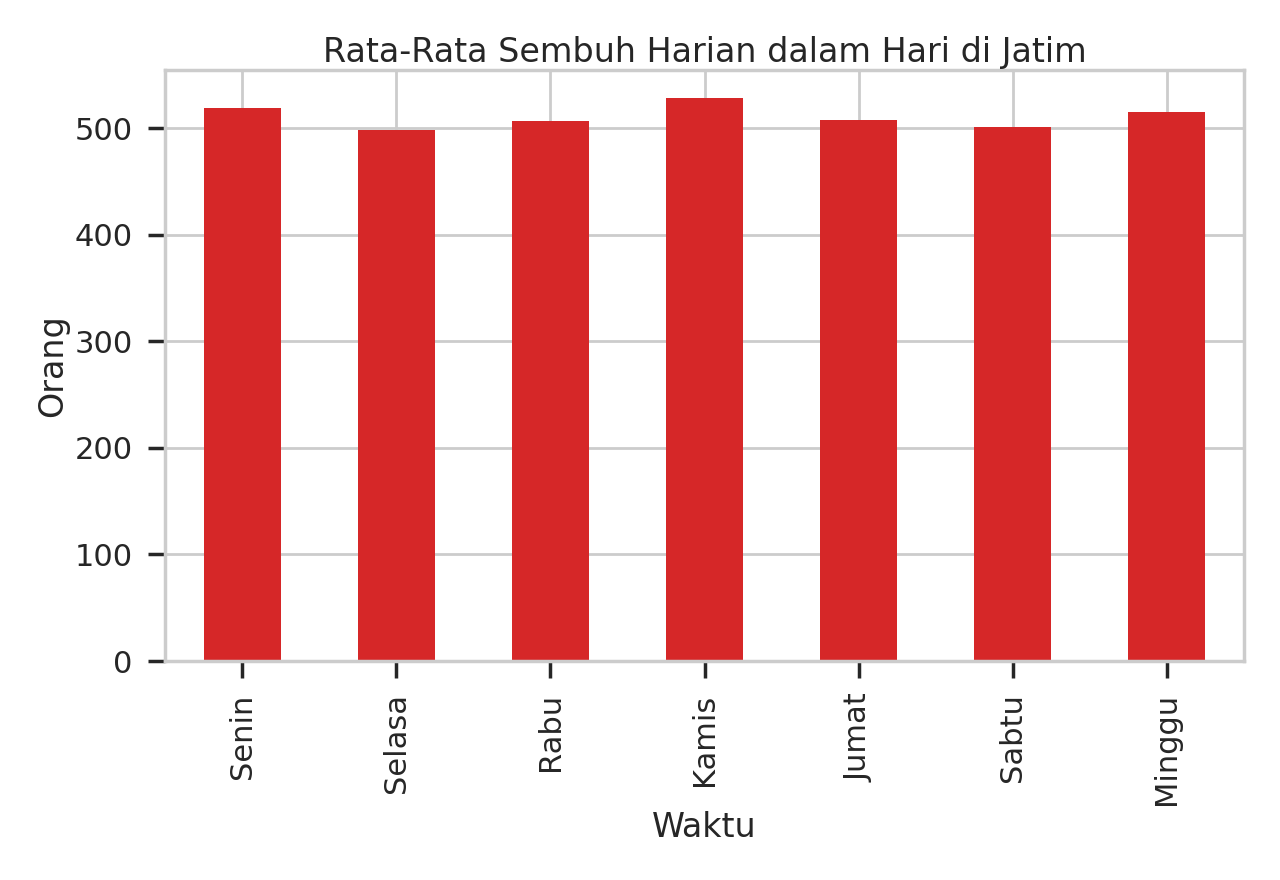 Rata-Rata Sembuh Harian dalam Hari di Jatim
Orang
500
400
300
200
100
0
Senin
Selasa
Rabu
Kamis
Jumat
Sabtu
Minggu
Waktu